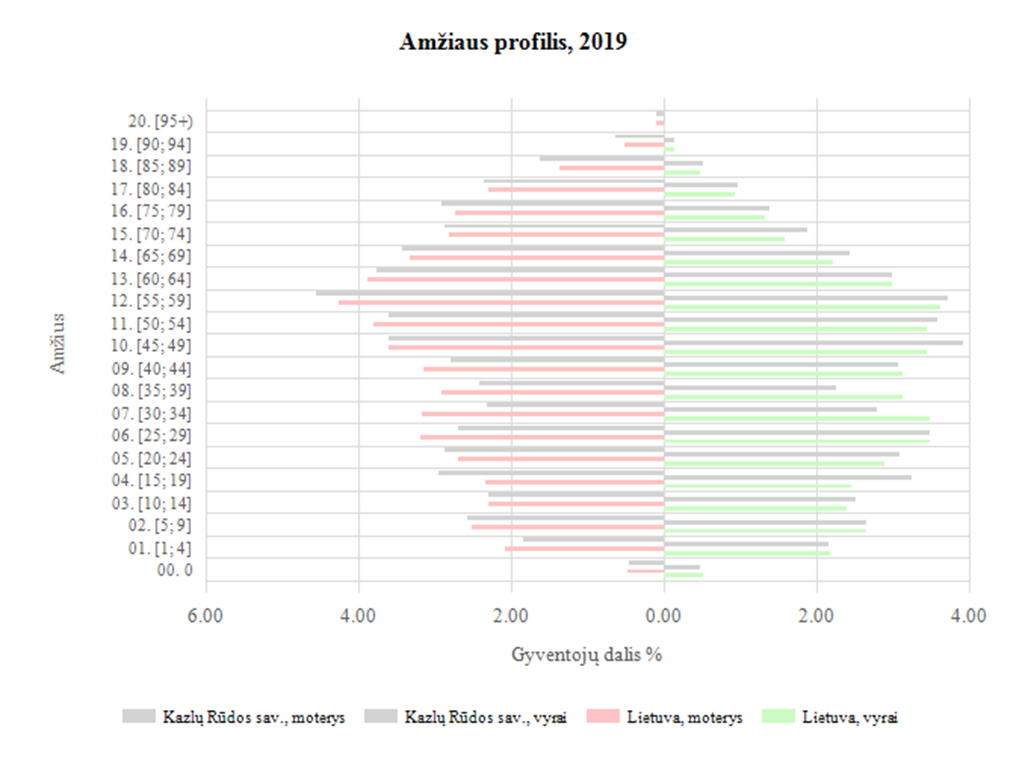 Amžiaus profilis, 2019
20. [95+)
19. [90; 94]
18. [85; 89]
17. [80; 84]
16. [75; 79]
15. [70; 74]
14. [65; 69]
13. [60; 64]
12. [55; 59]
11. [50; 54]
10. [45; 49]
09. [40; 44]
08. [35; 39]
07. [30; 34]
06. [25; 29]
05. [20; 24]
04. [15; 19]
03. [10; 14]
02. [5; 9]
01. [1; 4]
00. 0
Amžius
6.00 4.00 2.00 0.00 2.00 4.00
Gyventojų dalis %
Kazlų Rūdos sav., moterys Kazlų Rūdos sav., vyrai Lietuva, moterys Lietuva, vyrai